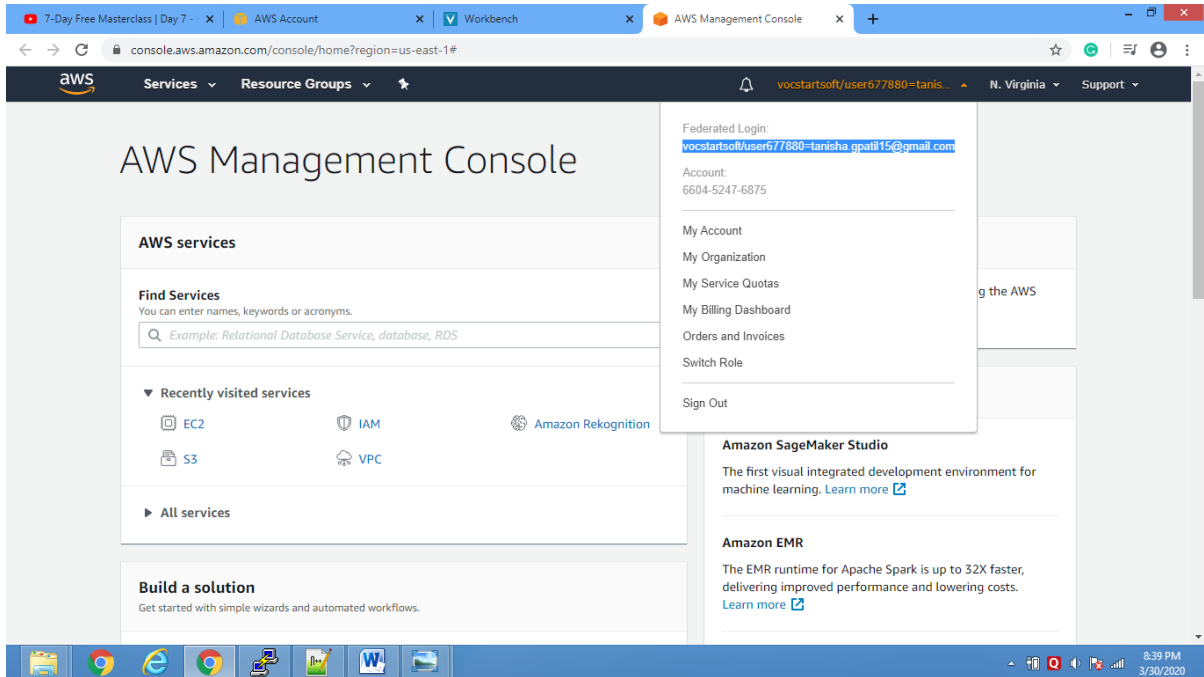 7-Day Free Masterclass | Day 7 -
AWS Account
Workbench
AWS Management Console
console.aws.amazon.com/console/home?region=us-east-1#
aws
Services
Resource Groups
vocstartsoft/user677880=tanis...
N. Virginia
Support
Federated Login:
vocstartsoft/user677880=tanisha.gpatil15@gmail.com
Account:
6604-5247-6875
My Account
My Organization
My Service Quotas
My Billing Dashboard
Orders and Invoices
Switch Role
Sign Out
AWS Management Console
AWS services
Find Services
You can enter names, keywords or acronyms.
Example: Relational Database Service, database, RDS
Recently visited services
EC2
IAM
Amazon Rekognition
S3
VPC
All services
Build a solution
Get started with simple wizards and automated workflows.
g the AWS
Amazon SageMaker Studio
The first visual integrated development environment for
machine learning. Learn more
Amazon EMR
The EMR runtime for Apache Spark is up to 32X faster,
delivering improved performance and lowering costs.
Learn more
8:39 PM
3/30/2020